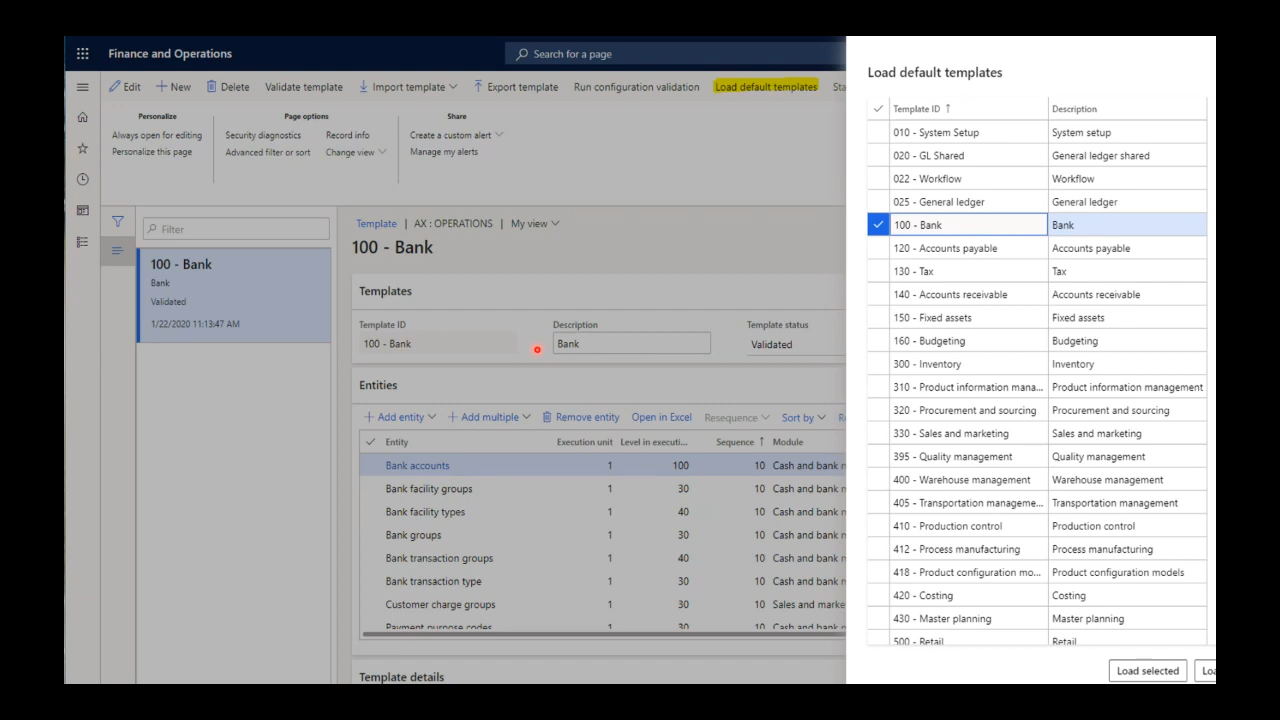 Finance and Operations
Search for a page
Edit New Delete Validate template Import template Export template Run configuration validation Load default templates Sta
Personalize Page options Share
Always open for editing Security diagnostics Record info Create a custom alert
Personalize this page Advanced filter or sort Change view Manage my alerts
Filter
100 - Bank
Bank
Validated
1/22/2020 11:13:47 AM
Template | AX : OPERATIONS | My view
100 - Bank
Templates
Template ID Description Template status
100 - Bank Bank Validated
Entities
Add entity Add multiple Remove entity Open in Excel Resequence Sort by R
Entity Execution unit Level in executi... Sequence Module
Bank accounts 1 100 10 Cash and bank m
Bank facility groups 1 30 10 Cash and bank m
Bank facility types 1 40 10 Cash and bank m
Bank groups 1 30 10 Cash and bank m
Bank transaction groups 1 40 10 Cash and bank m
Bank transaction type 1 30 10 Cash and bank m
Customer charge groups 1 30 10 Sales and marke
Payment purpose codes 1 30 10 Cash and bank m
Template details
Load default templates
Template ID Description
010 - System Setup System setup
020 - GL Shared General ledger shared
022 - Workflow Workflow
025 - General ledger General ledger
100 - Bank Bank
120 - Accounts payable Accounts payable
130 - Tax Tax
140 - Accounts receivable Accounts receivable
150 - Fixed assets Fixed assets
160 - Budgeting Budgeting
300 - Inventory Inventory
310 - Product information mana... Product information management
320 - Procurement and sourcing Procurement and sourcing
330 - Sales and marketing Sales and marketing
395 - Quality management Quality management
400 - Warehouse management Warehouse management
405 - Transportation manageme... Transportation management
410 - Production control Production control
412 - Process manufacturing Process manufacturing
418 - Product configuration mo... Product configuration models
420 - Costing Costing
430 - Master planning Master planning
500 - Retail Retail
Load selected Loa